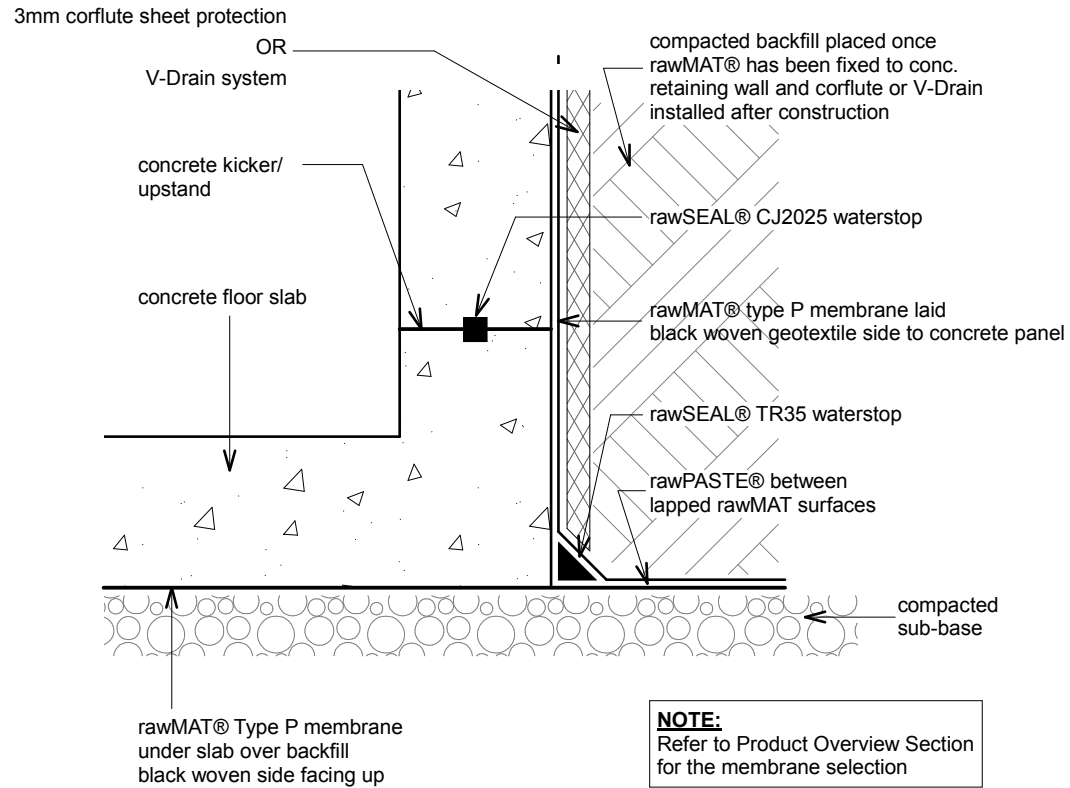 3mm corflute sheet protection
OR
V-Drain system
compacted backfill placed once
rawMAT® has been fixed to conc.
retaining wall and corflute or V-Drain
installed after construction
concrete kicker/
upstand
rawSEAL® CJ2025 waterstop
concrete floor slab
rawMAT® type P membrane laid
black woven geotextile side to concrete panel
rawSEAL® TR35 waterstop
rawPASTE® between
lapped rawMAT surfaces
compacted
sub-base
rawMAT® Type P membrane
under slab over backfill
black woven side facing up
NOTE:
Refer to Product Overview Section
for the membrane selection